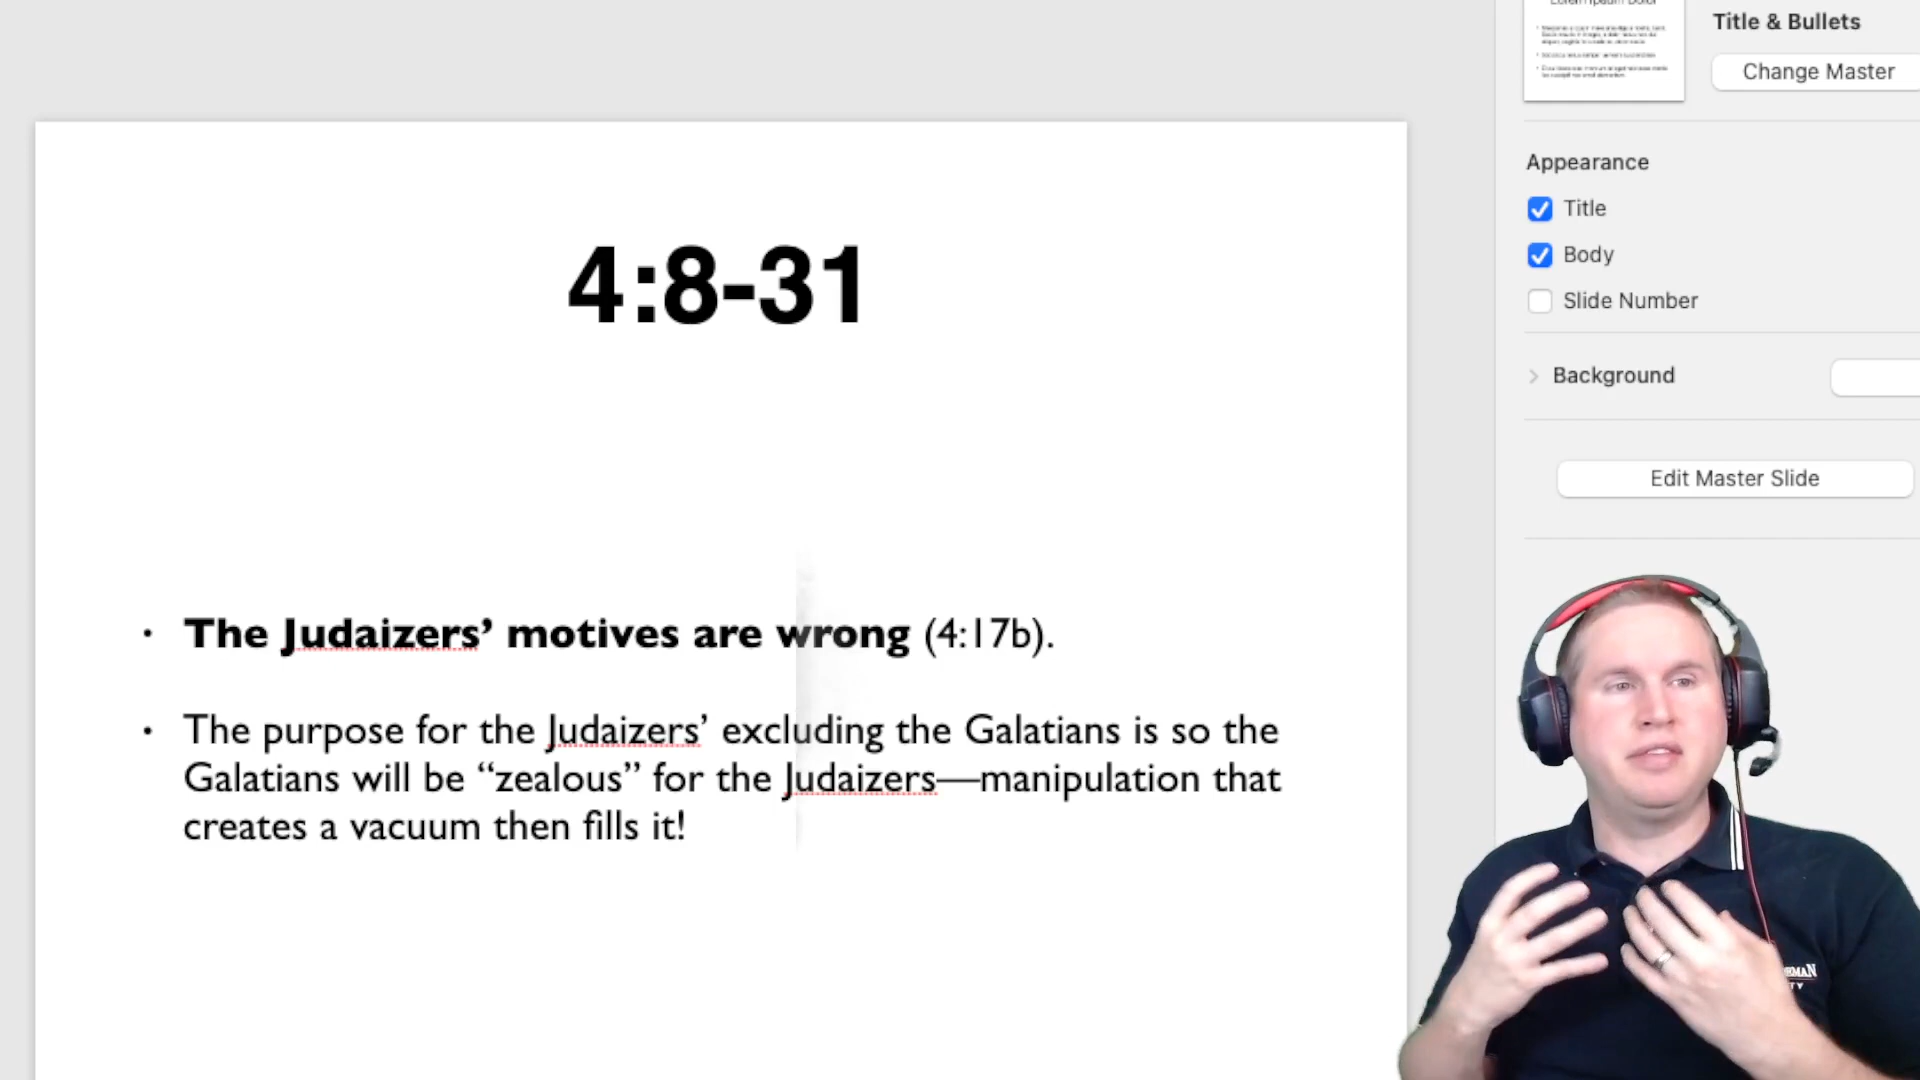 Title & Bullets
Change Master
Appearance
Title
Body
Slide Number
Background
Edit Master Slide
4:8-31
• The Judaizers’ motives are wrong (4:17b).
• The purpose for the Judaizers’ excluding the Galatians is so the
Galatians will be “zealous” for the Judaizers—manipulation that
creates a vacuum then fills it!